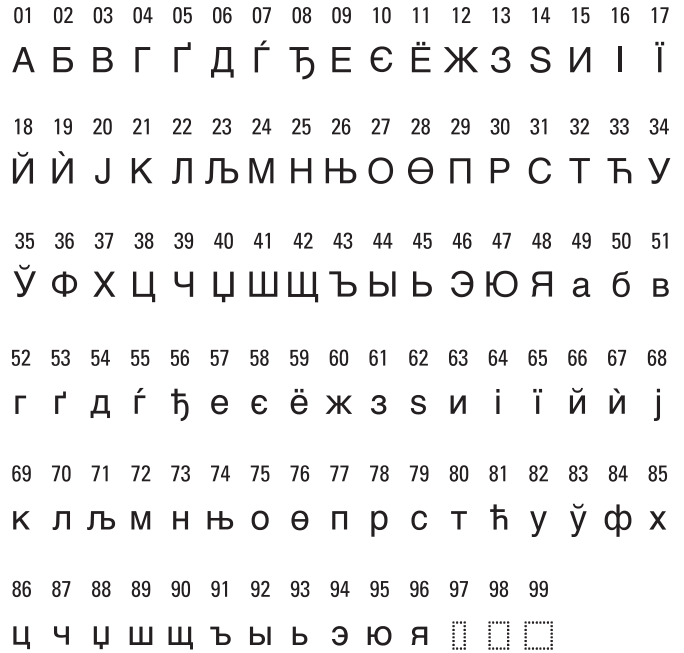 01 02 03 04 05 06 07 08 09 10 11 12 13 14 15 16 17
А Б В Г Ґ Д Ѓ Ђ Е Є Ё Ж З Ѕ И І Ї
18 19 20 21 22 23 24 25 26 27 28 29 30 31 32 33 34
Й Ѝ Ј К Л Љ М Н Њ О Ѳ П Р С Т Ћ У
35 36 37 38 39 40 41 42 43 44 45 46 47 48 49 50 51
Ў Ф Х Ц Ч Џ Ш Щ Ъ Ы Ь Э Ю Я а б в
52 53 54 55 56 57 58 59 60 61 62 63 64 65 66 67 68
г ґ д ѓ ђ е є ё ж з ѕ и і ї й ѝ ј
69 70 71 72 73 74 75 76 77 78 79 80 81 82 83 84 85
к л љ м н њ о ѳ п р с т ћ у ў ф х
86 87 88 89 90 91 92 93 94 95 96 97 98 99
ц ч џ ш щ ъ ы ь э ю я